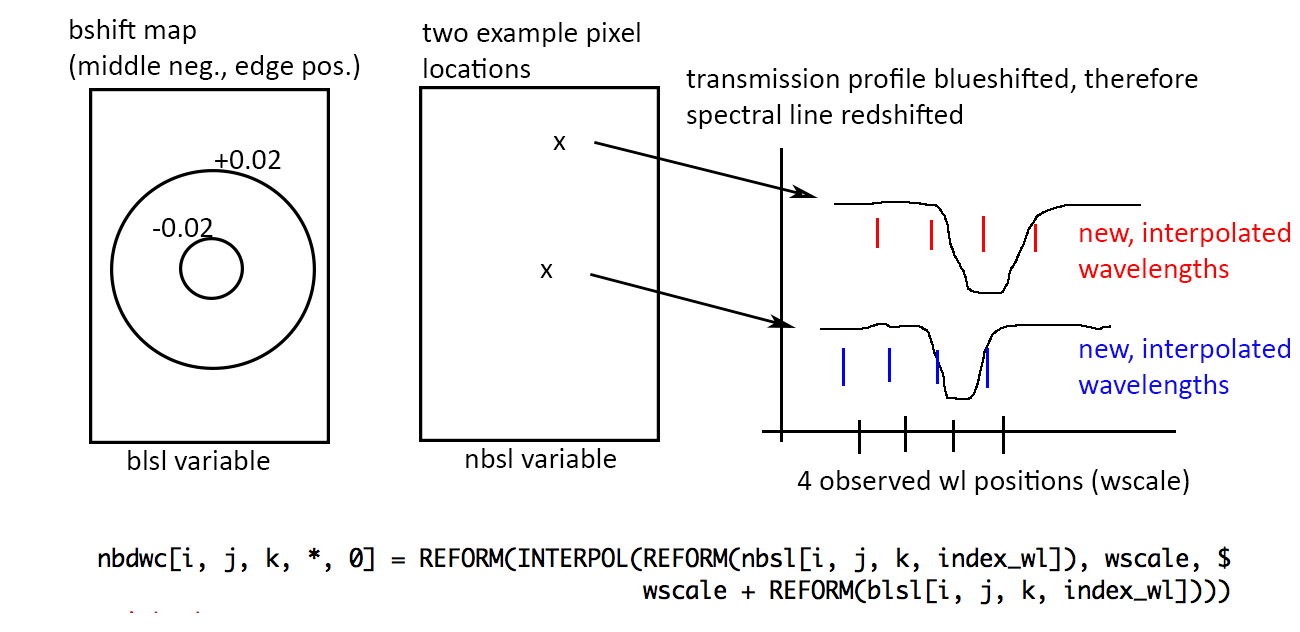 bshift map
(middle neg., edge pos.)
+0.02
-0.02
blsl variable
two example pixel
locations
x
x
nbsl variable
transmission profile blueshifted, therefore
spectral line redshifted
new, interpolated
wavelengths
new, interpolated
wavelengths
4 observed wl positions (wscale)
nbdwc[i, j, k, *, 0] = REFORM(INTERPOL(REFORM(nbsl[i, j, k, index_wl]), wscale, $
wscale + REFORM(blsl[i, j, k, index_wl])))